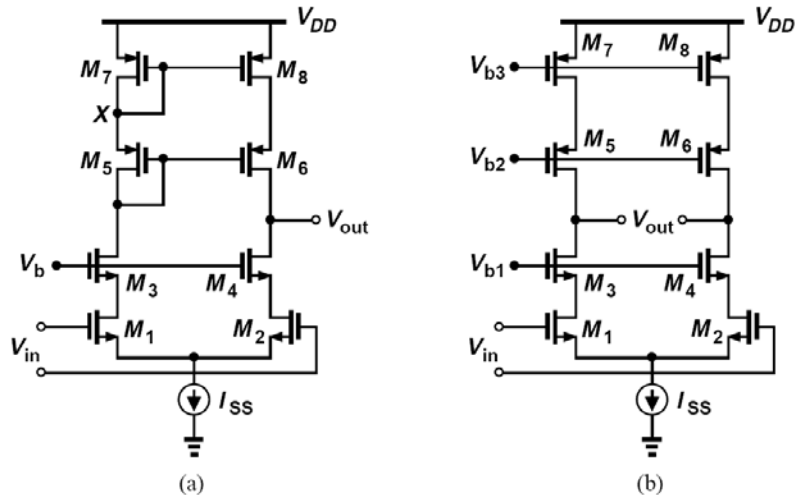 V_DD
M_7
M_8
X
M_5
M_6
V_out
V_b
M_3
M_4
M_1
M_2
V_in
I_SS
(a)
V_DD
M_7
M_8
V_b3
M_5
M_6
V_b2
V_out
V_b1
M_3
M_4
M_1
M_2
V_in
I_SS
(b)